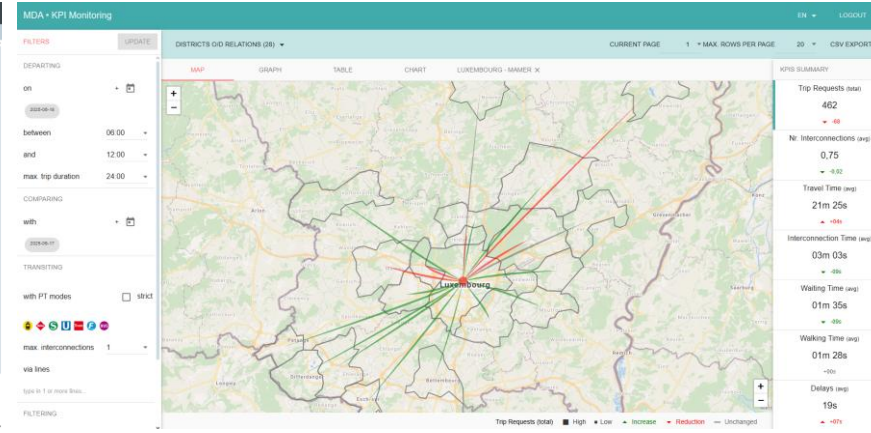 MDA • KPI Monitoring
EN
LOGOUT
FILTERS
UPDATE
DISTRICTS O/D RELATIONS (28)
CURRENT PAGE
1
MAX. ROWS PER PAGE
20
CSV EXPORT
DEPARTING
on
between
06:00
and
12:00
max. trip duration
24:00
COMPARING
with
TRANSITING
with PT modes
strict
max. interconnections
1
via lines
type in 1 or more lines...
FILTERING
MAP
GRAPH
TABLE
CHART
LUXEMBOURG - MAMER ×
+
−
Arlon
Luxembourg
Saarburg
Differdange
+
−
Trip Requests (total)
High
Low
Increase
Reduction
Unchanged
KPIS SUMMARY
Trip Requests (total)
462
Nr. Interconnections (avg)
0,75
-0,02
Travel Time (avg)
21m 25s
+04s
Interconnection Time (avg)
03m 03s
Waiting Time (avg)
01m 35s
Walking Time (avg)
01m 28s
Delays (avg)
19s
+07s